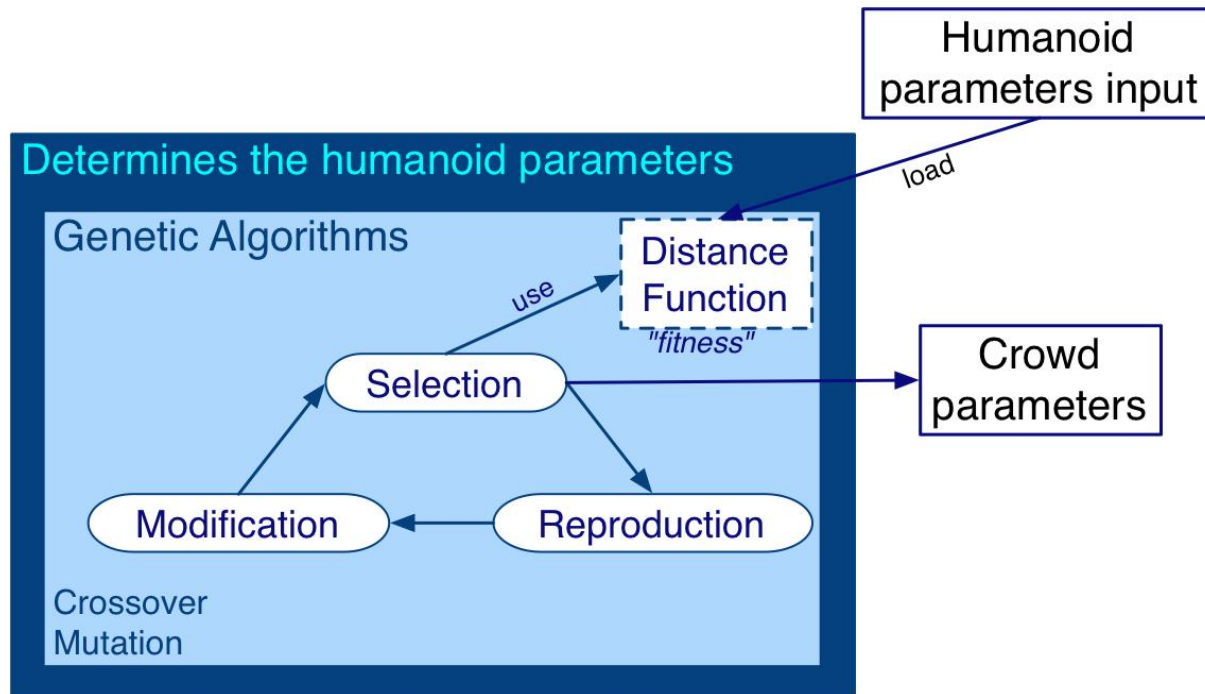 Humanoid
parameters input
Determines the humanoid parameters
load
Genetic Algorithms
Distance
Function
use
"fitness"
Selection
Crowd
parameters
Modification
Reproduction
Crossover
Mutation